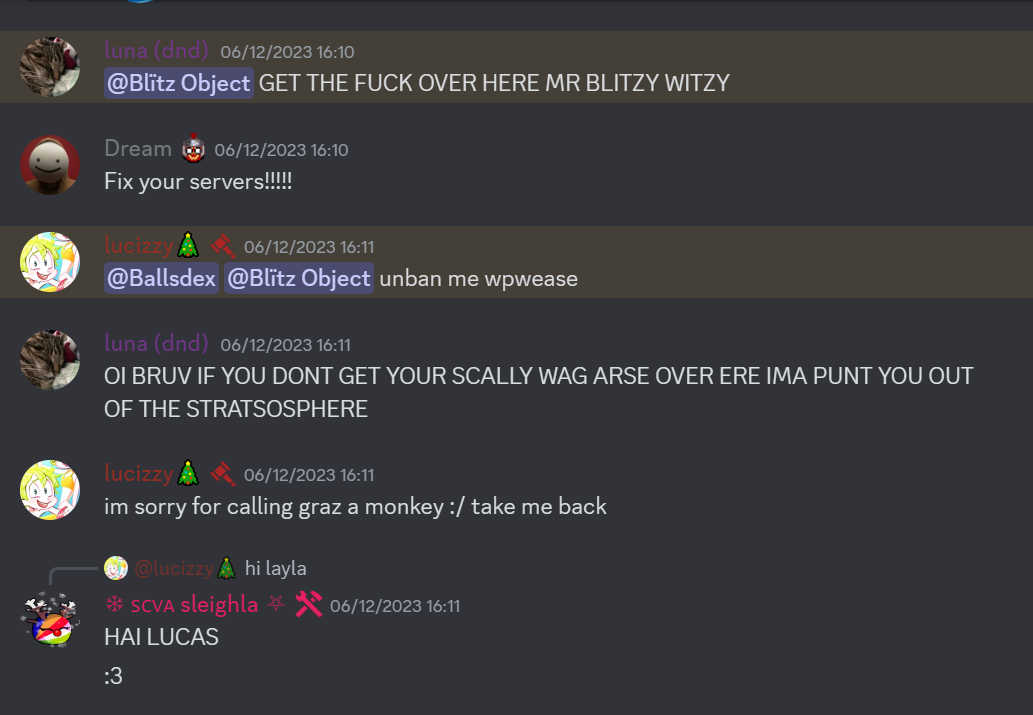 luna (dnd) 06/12/2023 16:10
@Blïtz Object GET THE FUCK OVER HERE MR BLITZY WITZY
Dream 06/12/2023 16:10
Fix your servers!!!!!
lucizzy🎄 06/12/2023 16:11
@Ballsdex @Blïtz Object unban me wpwease
luna (dnd) 06/12/2023 16:11
OI BRUV IF YOU DONT GET YOUR SCALLY WAG ARSE OVER ERE IMA PUNT YOU OUT
OF THE STRATSOSPHERE
lucizzy🎄 06/12/2023 16:11
im sorry for calling graz a monkey :/ take me back
@lucizzy🎄 hi layla
❄ SCVA sleighla ⛧ 06/12/2023 16:11
HAI LUCAS
:3